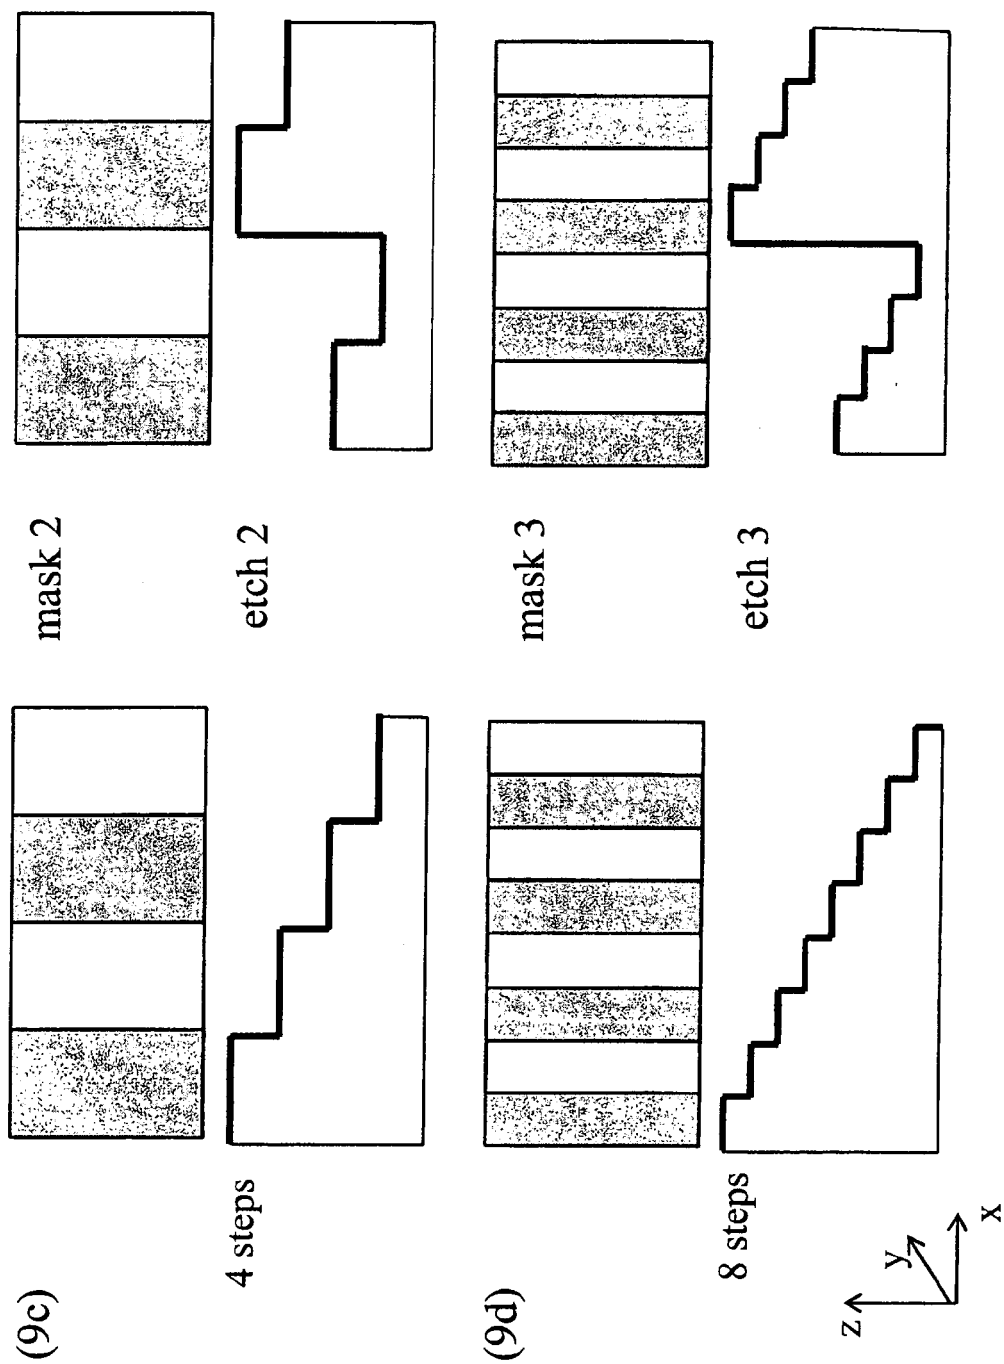 (9c)
4 steps
mask 2
etch 2
(9d)
8 steps
mask 3
etch 3
z
y
x